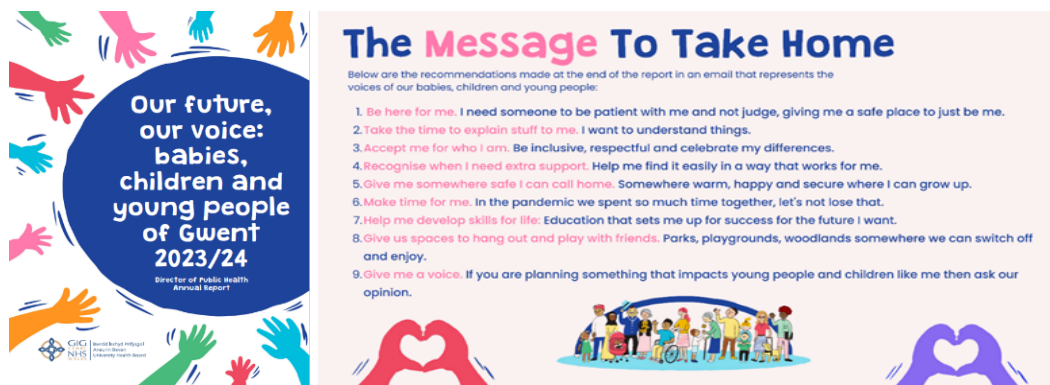 Our future,
our voice:
babies,
children and
young people
of Gwent
2023/24
Director of Public Health
Annual Report
GIG
NHS
Bwrdd Iechyd Prifysgol
Aneurin Bevan
University Health Board
The Message To Take Home
Below are the recommendations made at the end of the report in an email that represents the
voices of our babies, children and young people:
1. Be here for me. I need someone to be patient with me and not judge, giving me a safe place to just be me.
2. Take the time to explain stuff to me. I want to understand things.
3. Accept me for who I am. Be inclusive, respectful and celebrate my differences.
4. Recognise when I need extra support. Help me find it easily in a way that works for me.
5. Give me somewhere safe I can call home. Somewhere warm, happy and secure where I can grow up.
6. Make time for me. In the pandemic we spent so much time together, let's not lose that.
7. Help me develop skills for life: Education that sets me up for success for the future I want.
8. Give us spaces to hang out and play with friends. Parks, playgrounds, woodlands somewhere we can switch off
and enjoy.
9. Give me a voice. If you are planning something that impacts young people and children like me then ask our
opinion.